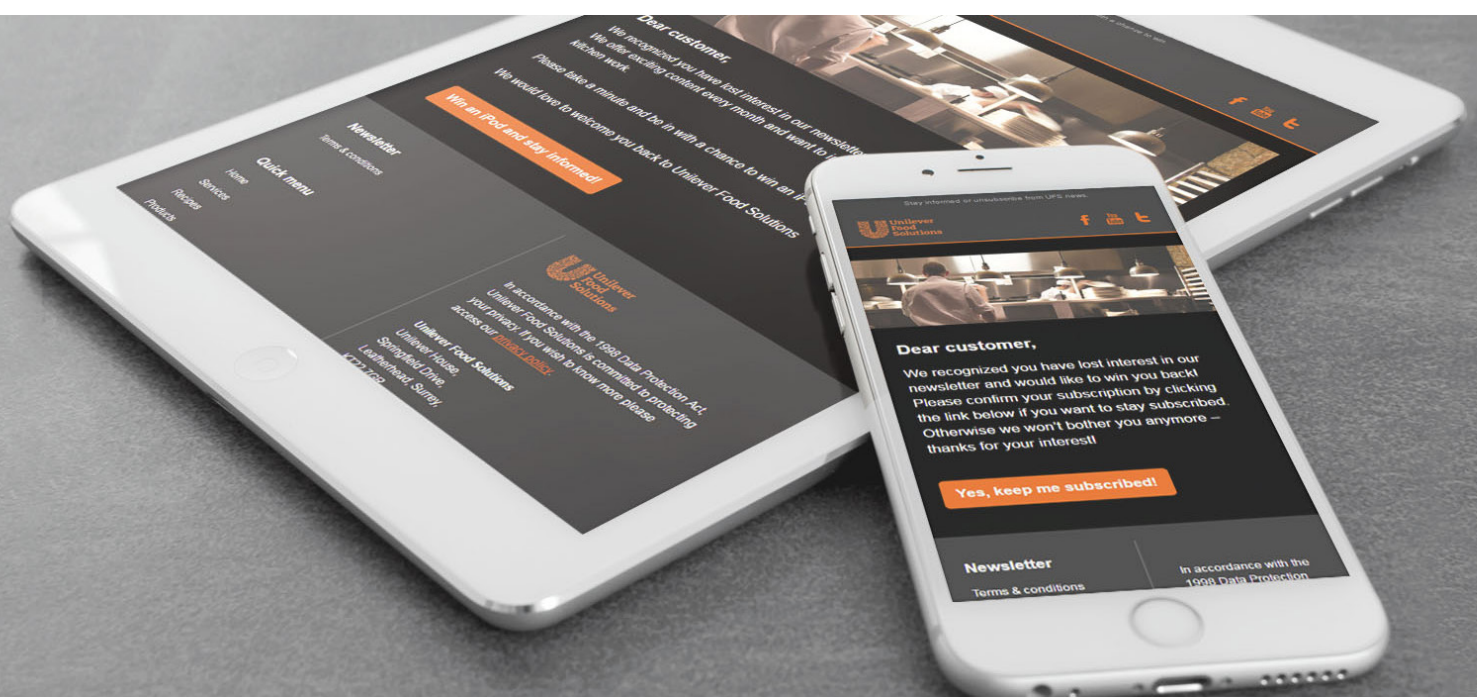 a chance to win
Dear customer,
We recognized you have lost interest in our
We offer exciting content every month and want to
kitchen work.
Please take a minute and be in with a chance to win an
We would love to welcome you back to Unilever Food Solutions
Win an iPod and stay informed!
Newsletter
Terms & conditions
Quick menu
Home
Services
Recipes
Products
Unilever
Food
Solutions
In accordance with the 1998 Data Protection Act,
Unilever Food Solutions is committed to protecting
your privacy. If you wish to know more please
access our privacy policy.
Unilever Food Solutions
Unilever House,
Springfield Drive,
Leatherhead, Surrey,
Stay informed or unsubscribe from UFS news.
Unilever
Food
Solutions
You
Tube
Dear customer,
We recognized you have lost interest in our
newsletter and would like to win you back!
Please confirm your subscription by clicking
the link below if you want to stay subscribed.
Otherwise we won't bother you anymore –
thanks for your interest!
Yes, keep me subscribed!
Newsletter
Terms & conditions
In accordance with the
1998 Data Protection